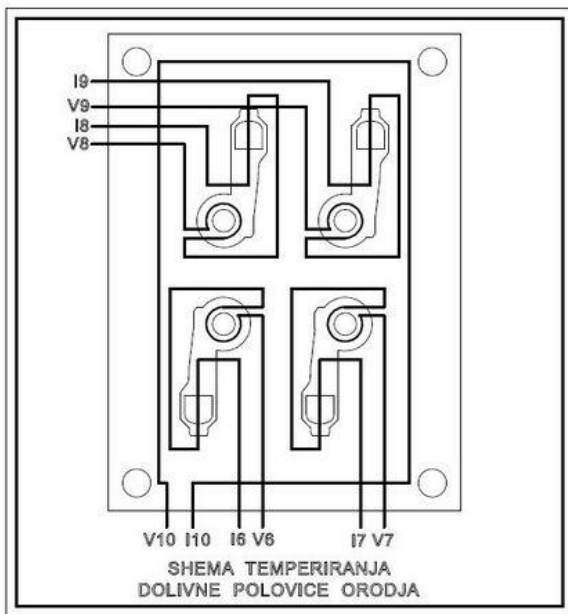 I9
V9
I8
V8
V10 I10 I6 V6 I7 V7
SHEMA TEMPERIRANJA
DOLIVNE POLOVICE ORODJA